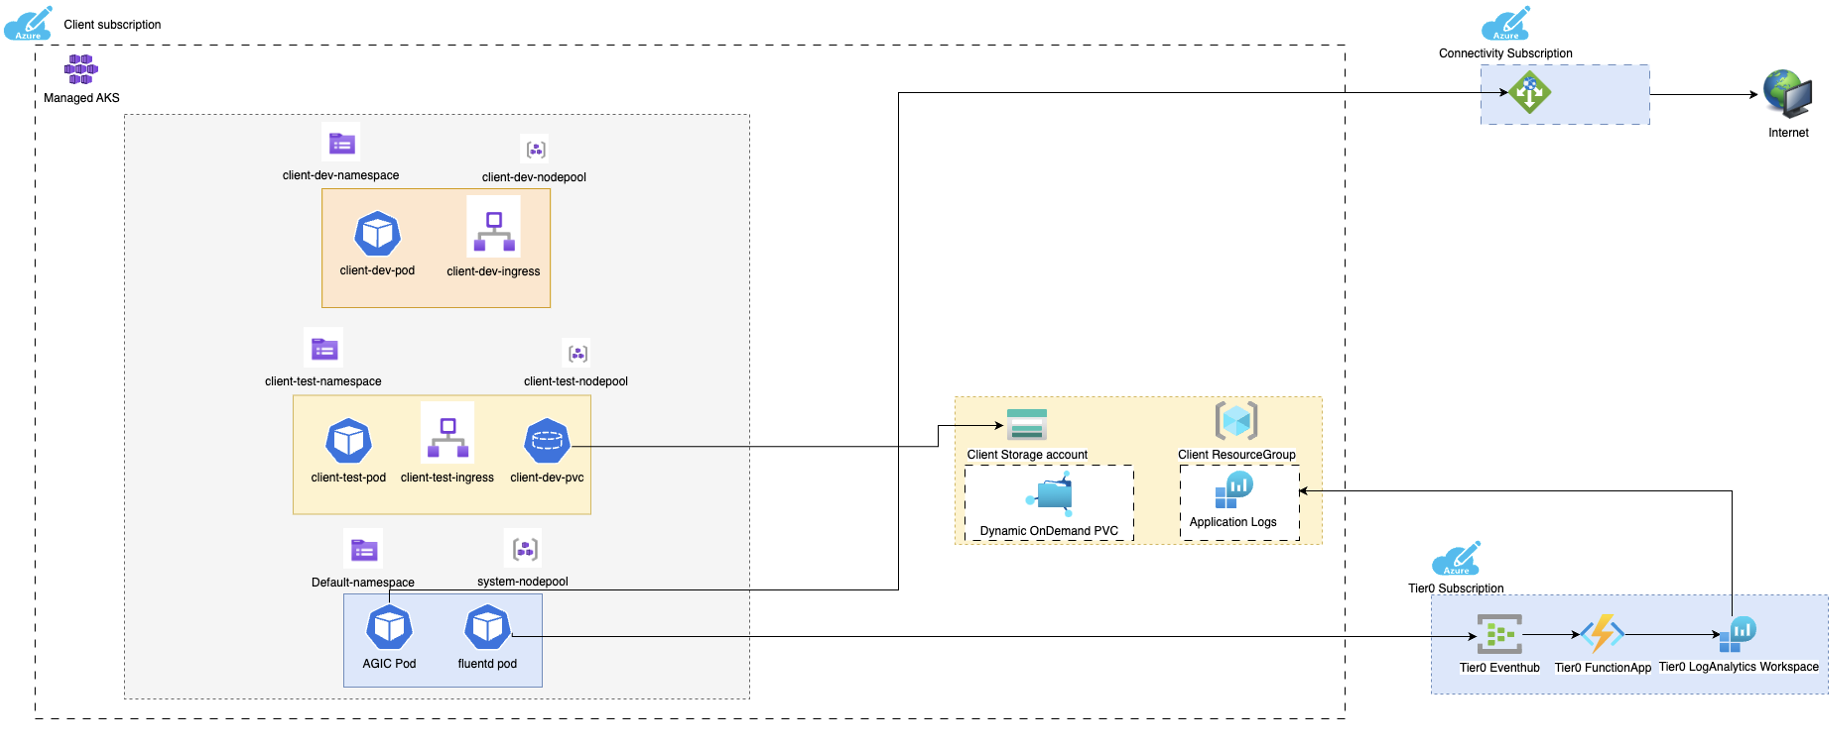 Azure
Client subscription
Azure
Connectivity Subscription
Managed AKS
Internet
client-dev-namespace
client-dev-nodepool
client-dev-pod
client-dev-ingress
client-test-namespace
client-test-nodepool
client-test-pod
client-test-ingress
client-dev-pvc
Client Storage account
Client ResourceGroup
Dynamic OnDemand PVC
Application Logs
Default-namespace
system-nodepool
AGIC Pod
fluentd pod
Azure
Tier0 Subscription
Tier0 Eventhub
Tier0 FunctionApp
Tier0 LogAnalytics Workspace